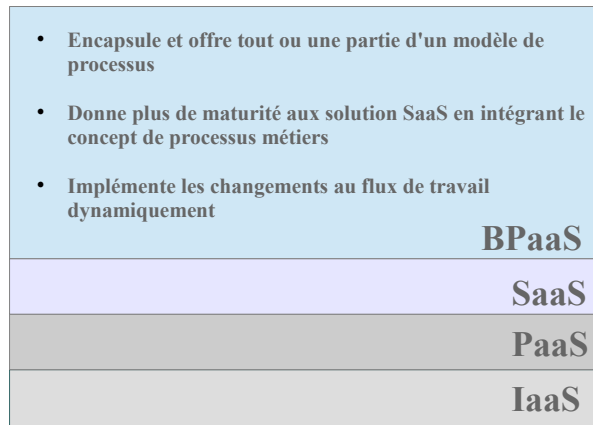 • Encapsule et offre tout ou une partie d'un modèle de
processus
• Donne plus de maturité aux solution SaaS en intégrant le
concept de processus métiers
• Implémente les changements au flux de travail
dynamiquement
BPaaS
SaaS
PaaS
IaaS